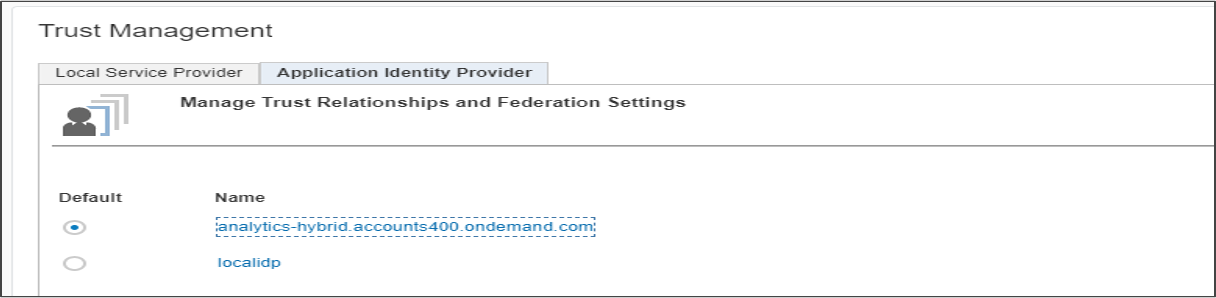 Trust Management
Local Service Provider
Application Identity Provider
Manage Trust Relationships and Federation Settings
Default
Name
analytics-hybrid.accounts400.ondemand.com
localidp